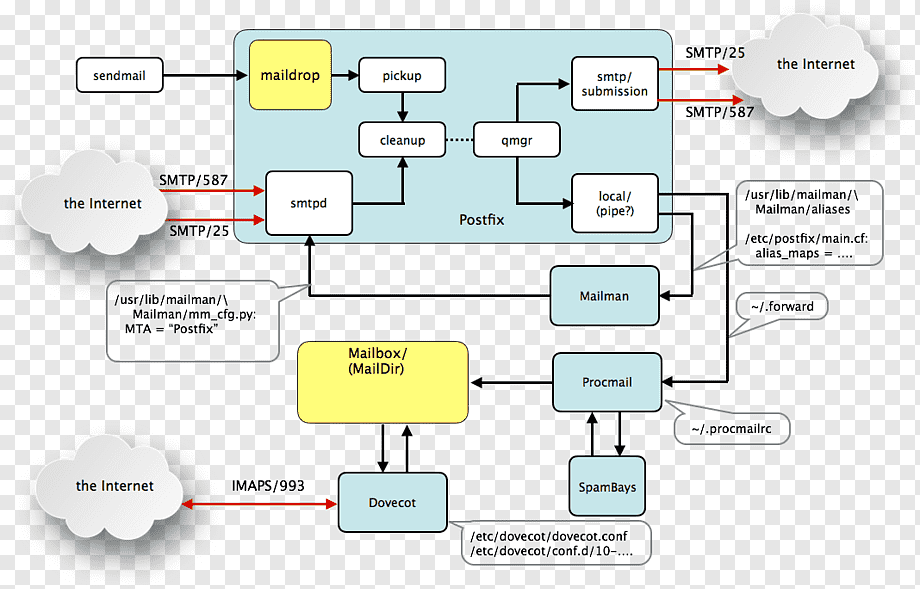 sendmail
maildrop
pickup
cleanup
qmgr
smtp/
submission
SMTP/25
SMTP/587
the Internet
the Internet
SMTP/587
SMTP/25
smtpd
Postfix
local/
(pipe?)
/usr/lib/mailman/\
Mailman/aliases
/etc/postfix/main.cf:
alias_maps = ....
/usr/lib/mailman/\
Mailman/mm_cfg.py:
MTA = “Postfix”
Mailman
~/.forward
Mailbox/
(MailDir)
Procmail
~/.procmailrc
SpamBays
the Internet
IMAPS/993
Dovecot
/etc/dovecot/dovecot.conf
/etc/dovecot/conf.d/10-....